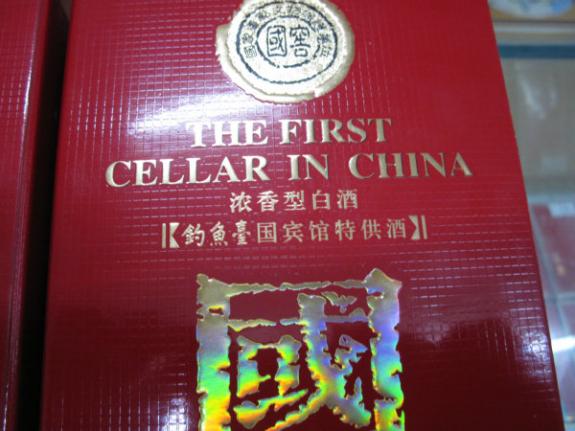 國窖
THE FIRST
CELLAR IN CHINA
浓香型白酒
釣魚臺国宾馆特供酒
國